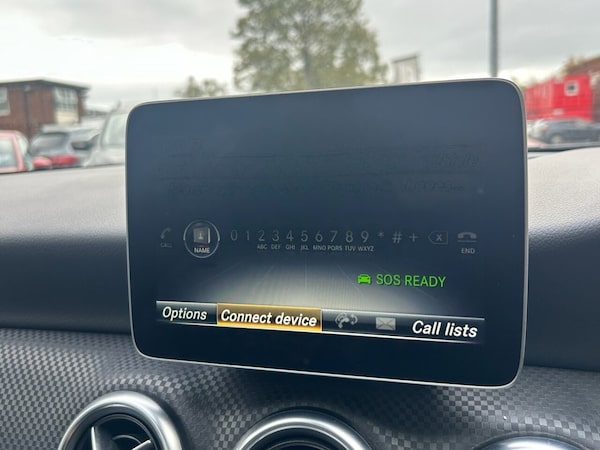 CALL
NAME
0 1 2 3 4 5 6 7 8 9 * # + X
ABC DEF GHI JKL MNO PQRS TUV WXYZ
END
SOS READY
Options Connect device Call lists